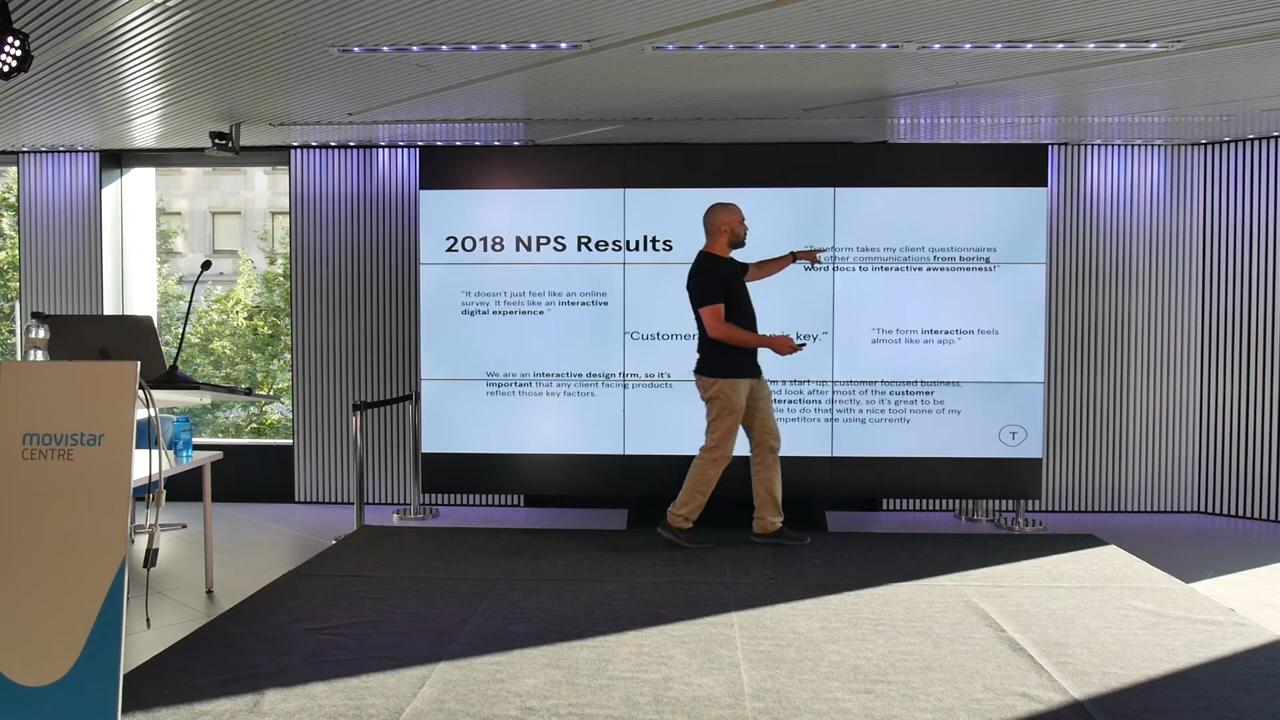 2018 NPS Results
"Typeform takes my client questionnaires
other communications from boring
Word docs to interactive awesomeness!"
"It doesn't just feel like an online
survey. It feels like an interactive
digital experience."
"Customer is key."
"The form interaction feels
almost like an app."
We are an interactive design firm, so it's
important that any client facing products
reflect those key factors.
a start-up, customer focused business,
look after most of the customer
directly, so it's great to be
to do that with a nice tool none of my
are using currently.
T
movistar
CENTRE